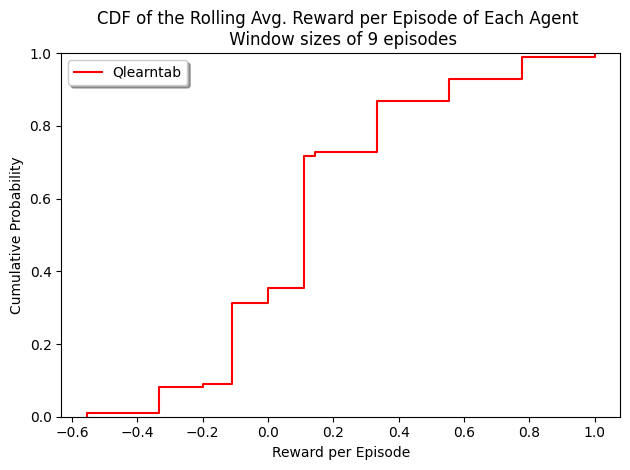 CDF of the Rolling Avg. Reward per Episode of Each Agent
Window sizes of 9 episodes
Qlearntab
1.0
0.8
0.6
0.4
0.2
0.0
Cumulative Probability
−0.6 −0.4 −0.2 0.0 0.2 0.4 0.6 0.8 1.0
Reward per Episode